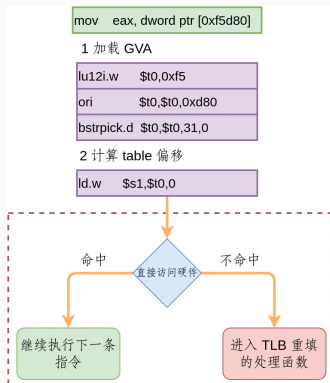 mov eax, dword ptr [0xf5d80]
1 加载 GVA
lu12i.w $t0,0xf5
ori $t0,$t0,0xd80
bstrpick.d $t0,$t0,31,0
2 计算 table 偏移
ld.w $s1,$t0,0
直接访问硬件
命中
不命中
继续执行下一条
指令
进入 TLB 重填
的处理函数